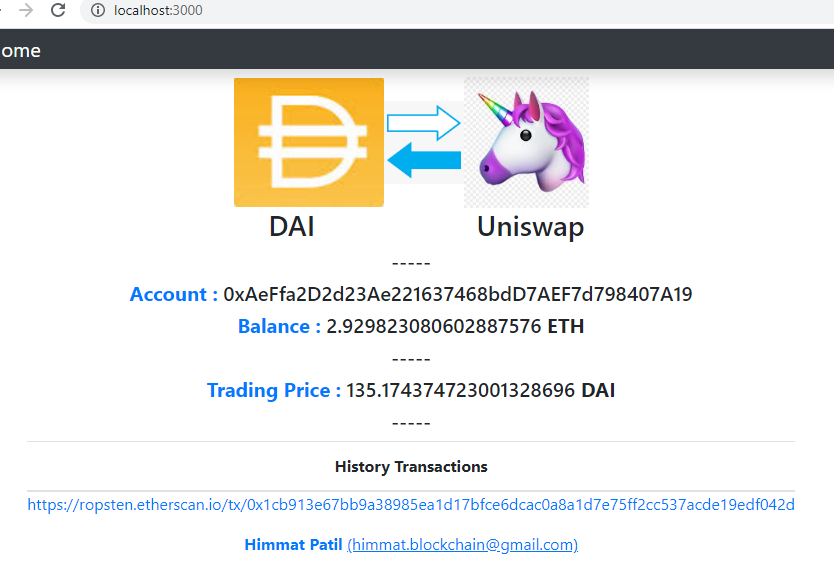 localhost:3000
ome
DAI
Uniswap
-----
Account : 0xAeFfa2D2d23Ae221637468bdD7AEF7d798407A19
Balance : 2.929823080602887576 ETH
-----
Trading Price : 135.174374723001328696 DAI
-----
History Transactions
https://ropsten.etherscan.io/tx/0x1cb913e67bb9a38985ea1d17bfce6dcac0a8a1d7e75ff2cc537acde19edf042d
Himmat Patil (himmat.blockchain@gmail.com)